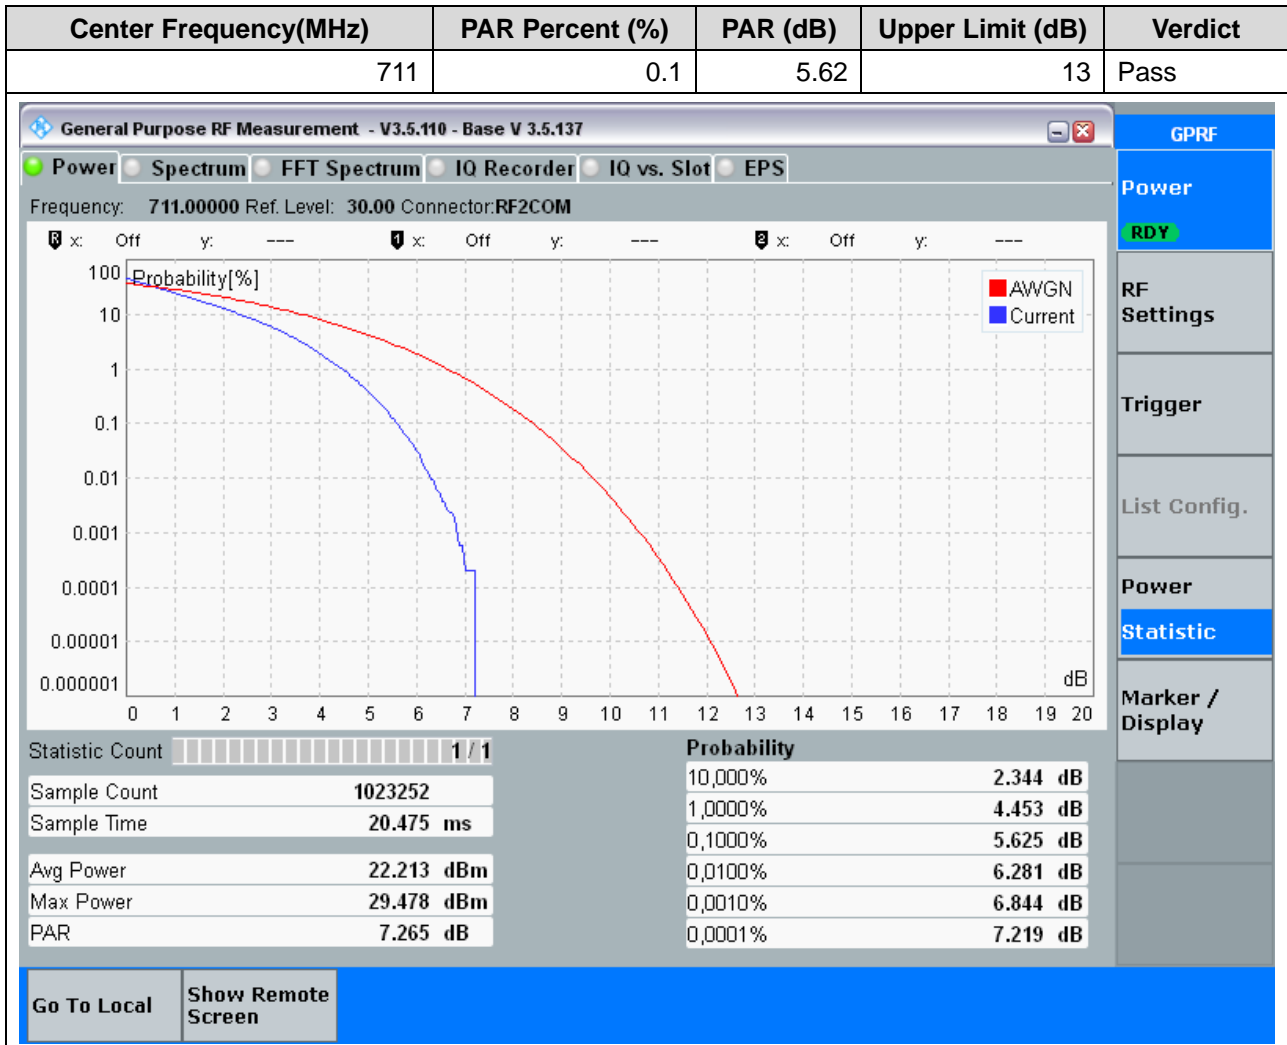 Center Frequency(MHz) PAR Percent (%) PAR (dB) Upper Limit (dB) Verdict
711 0.1 5.62 13 Pass
General Purpose RF Measurement - V3.5.110 - Base V 3.5.137
GPRF
Power Spectrum FFT Spectrum IQ Recorder IQ vs. Slot EPS
Frequency: 711.00000 Ref. Level: 30.00 Connector:RF2COM
R x: Off y: --- 1 x: Off y: --- 2 x: Off y: ---
Probability[%]
AWGN
Current
100
10
1
0.1
0.01
0.001
0.0001
0.00001
0.000001
dB
0 1 2 3 4 5 6 7 8 9 10 11 12 13 14 15 16 17 18 19 20
Statistic Count 1 / 1
Sample Count 1023252
Sample Time 20.475 ms
Avg Power 22.213 dBm
Max Power 29.478 dBm
PAR 7.265 dB
Probability
10,000% 2.344 dB
1,0000% 4.453 dB
0,1000% 5.625 dB
0,0100% 6.281 dB
0,0010% 6.844 dB
0,0001% 7.219 dB
Power
RDY
RF
Settings
Trigger
List Config.
Power
Statistic
Marker /
Display
Go To Local
Show Remote
Screen